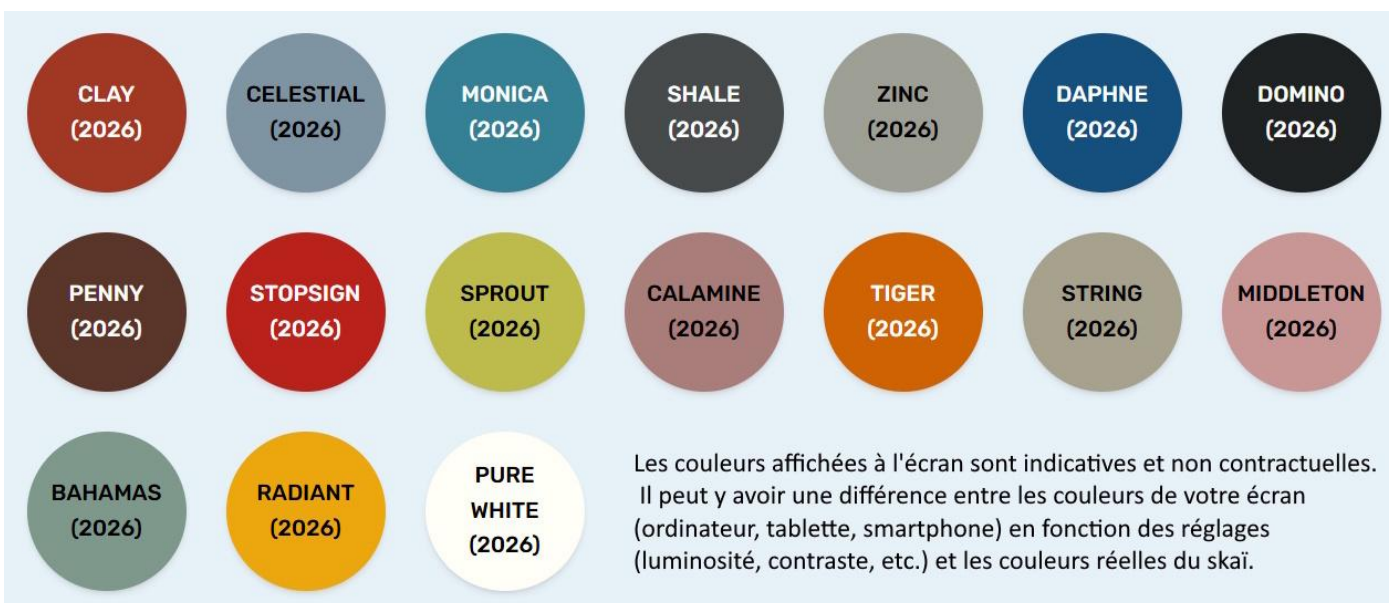 CLAY
(2026)
CELESTIAL
(2026)
MONICA
(2026)
SHALE
(2026)
ZINC
(2026)
DAPHNE
(2026)
DOMINO
(2026)
PENNY
(2026)
STOPSIGN
(2026)
SPROUT
(2026)
CALAMINE
(2026)
TIGER
(2026)
STRING
(2026)
MIDDLETON
(2026)
BAHAMAS
(2026)
RADIANT
(2026)
PURE
WHITE
(2026)
Les couleurs affichées à l'écran sont indicatives et non contractuelles.
Il peut y avoir une différence entre les couleurs de votre écran
(ordinateur, tablette, smartphone) en fonction des réglages
(luminosité, contraste, etc.) et les couleurs réelles du skaï.